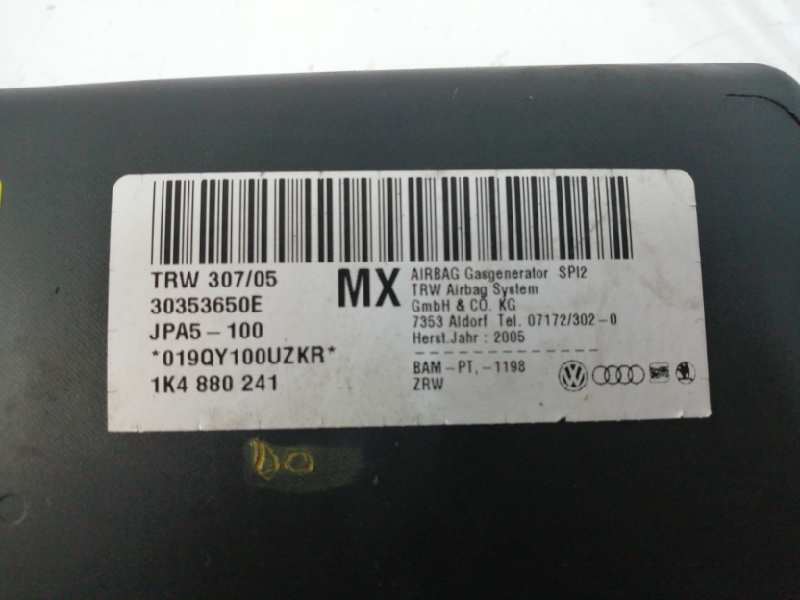 TRW 307/05
30353650E
JPA5-100
*019QY100UZKR*
1K4 880 241
MX
AIRBAG Gasgenerator SPI2
TRW Airbag System
GmbH & CO. KG
7353 Aldorf Tel. 07172/302-0
Herst.Jahr : 2005
BAM-PT,-1198
ZRW
DO